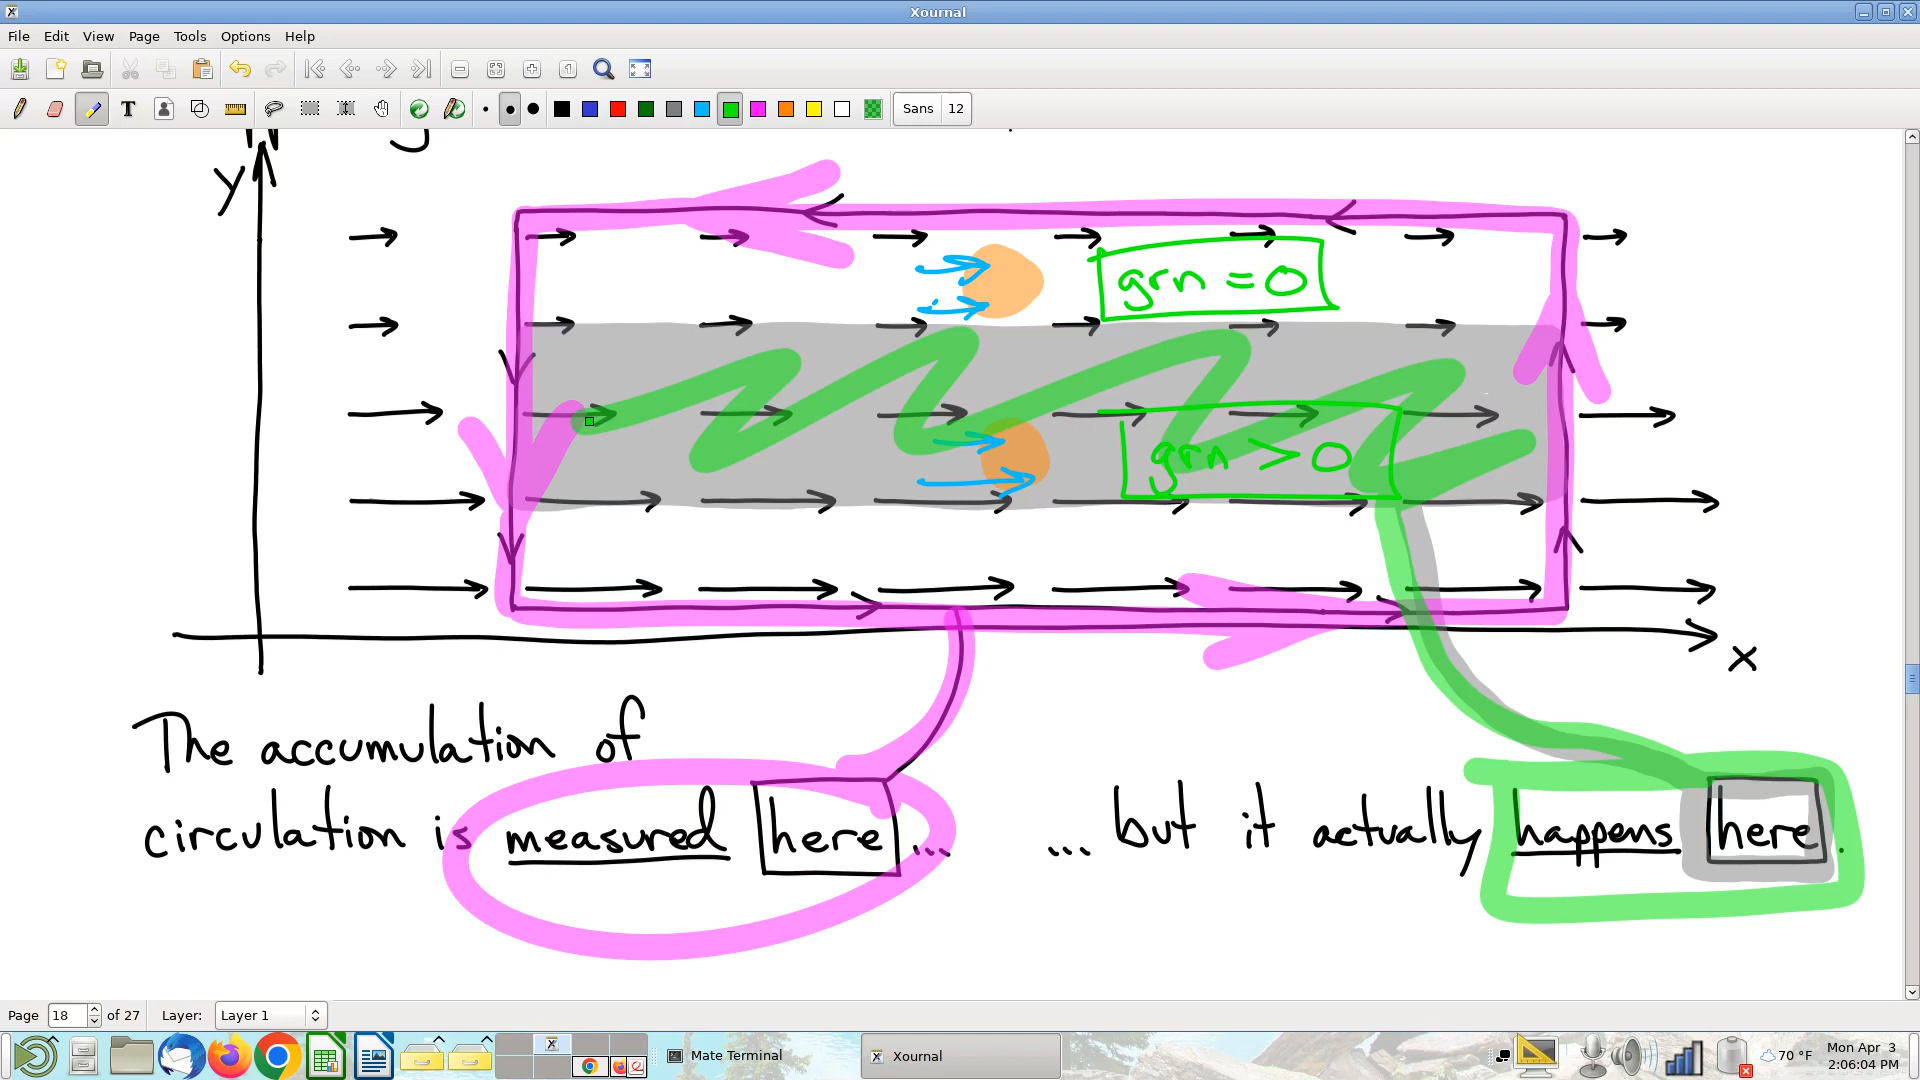 Xournal
File Edit View Page Tools Options Help
Sans 12
y
grn = 0
grn > 0
x
The accumulation of
circulation is measured here... ... but it actually happens here.
Page 18 of 27 Layer: Layer 1
Mate Terminal Xournal 70 °F Mon Apr 3
2:06:04 PM